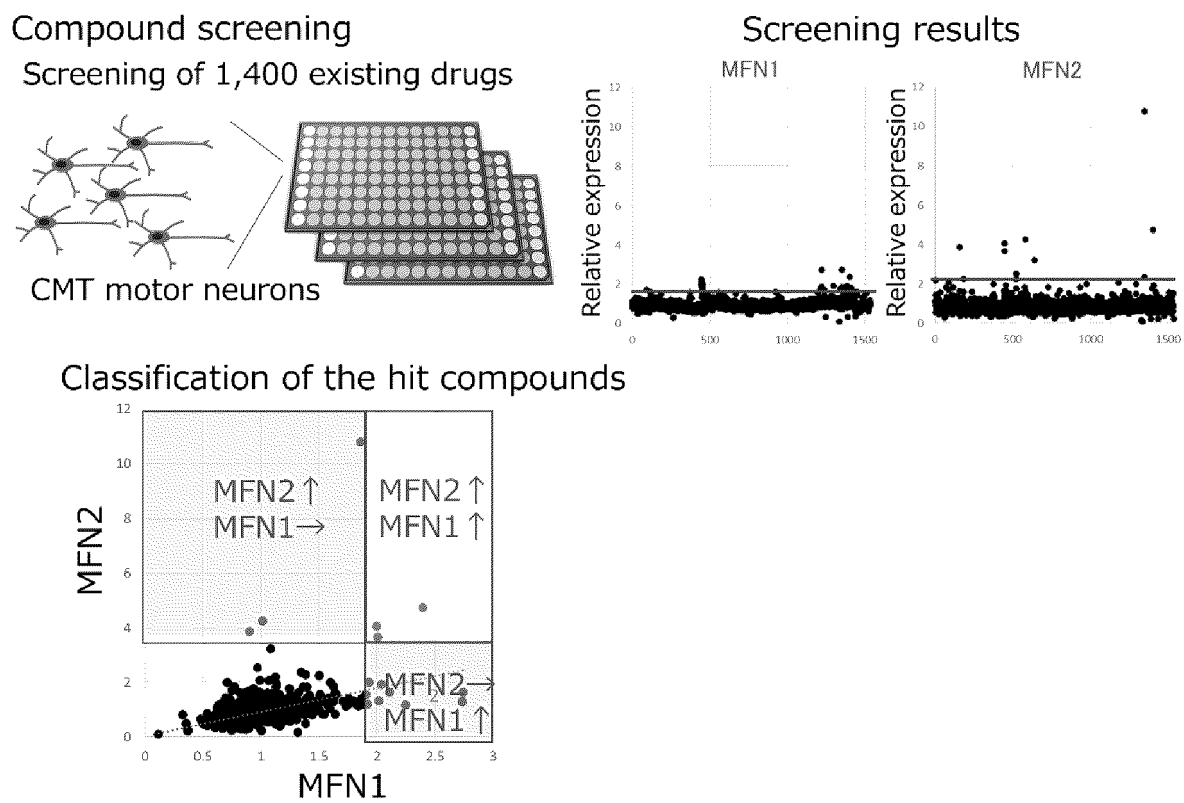 Compound screening
Screening of 1,400 existing drugs
CMT motor neurons
Screening results
MFN1
Relative expression
12
10
8
6
4
2
0
0 500 1000 1500
MFN2
Relative expression
12
10
8
6
4
2
0
0 500 1000 1500
Classification of the hit compounds
MFN2
12
10
8
6
4
2
0
MFN2 ↑
MFN1 →
MFN2 ↑
MFN1 ↑
MFN2 →
MFN1 ↑
0 0.5 1 1.5 2 2.5 3
MFN1